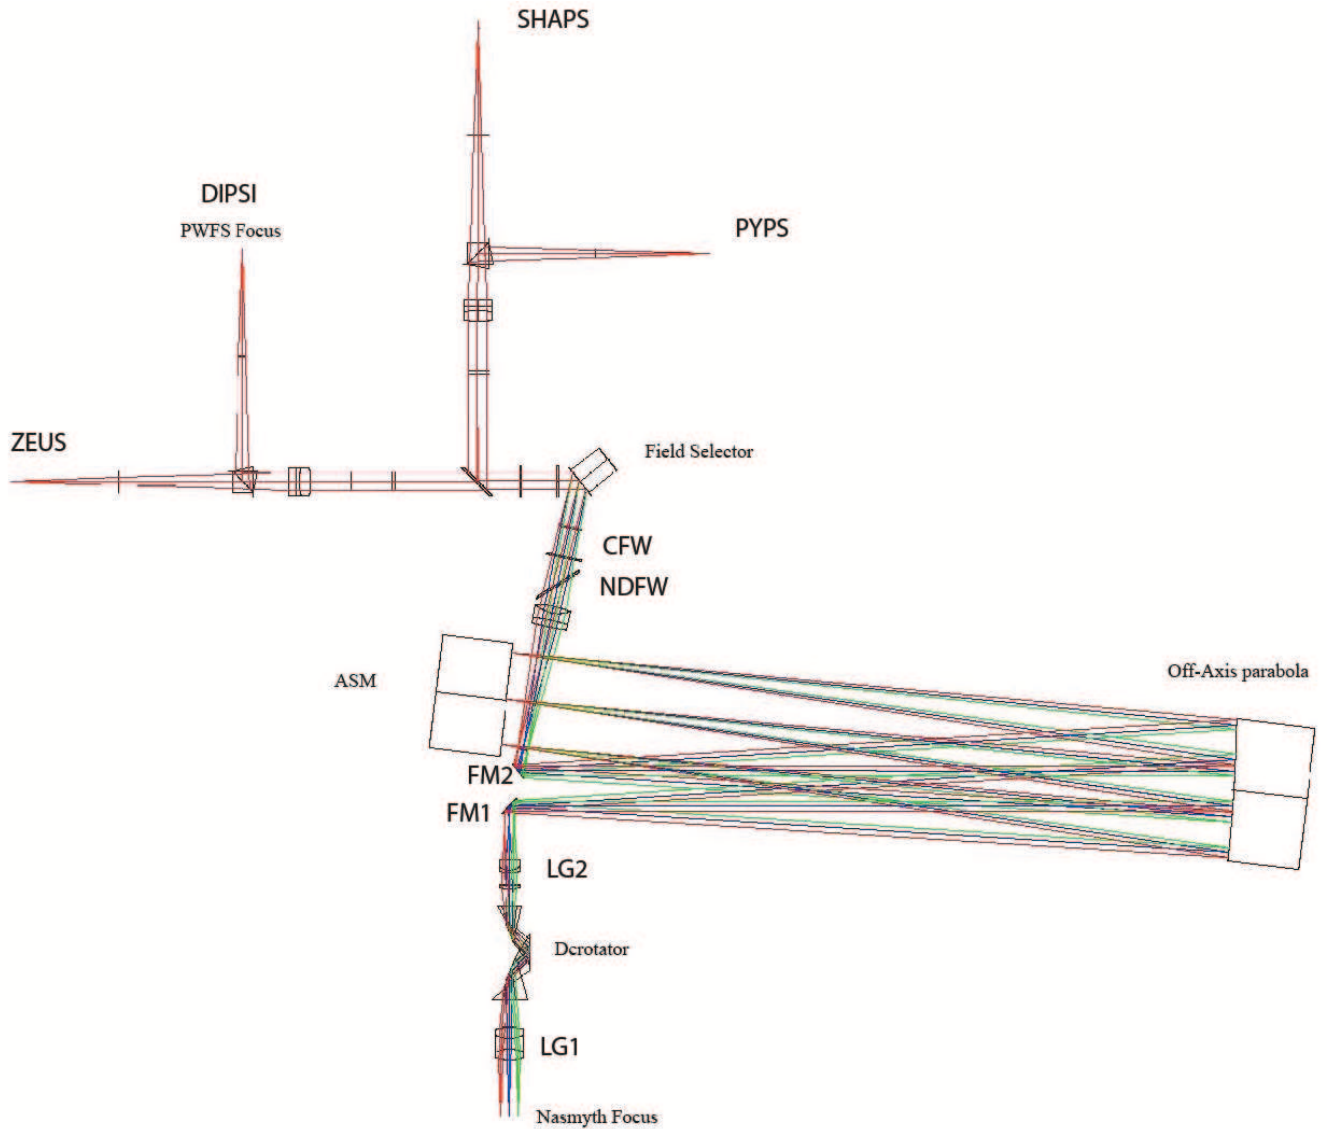 SHAPS
DIPSI
PWFS Focus
PYPS
ZEUS
Field Selector
CFW
NDFW
ASM
Off-Axis parabola
FM2
FM1
LG2
Dcrotator
LG1
Nasmyth Focus